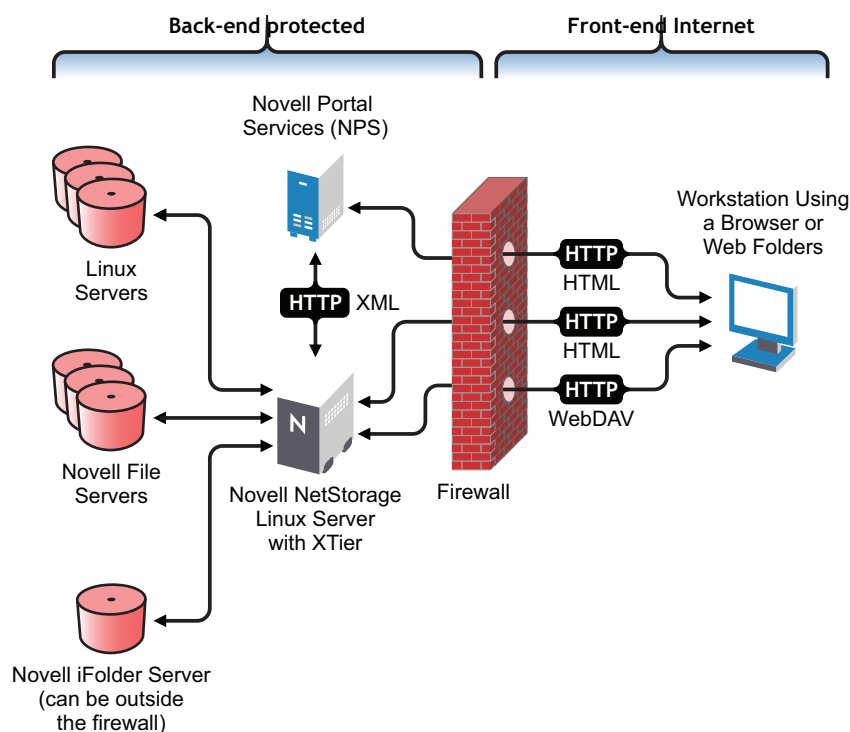 Back-end protected
Front-end Internet
Novell Portal
Services (NPS)
Workstation Using
a Browser or
Web Folders
Linux
Servers
HTTP XML
HTTP
HTML
HTTP
HTML
HTTP
WebDAV
N
Novell File
Servers
Novell NetStorage
Linux Server
with XTier
Firewall
Novell iFolder Server
(can be outside
the firewall)